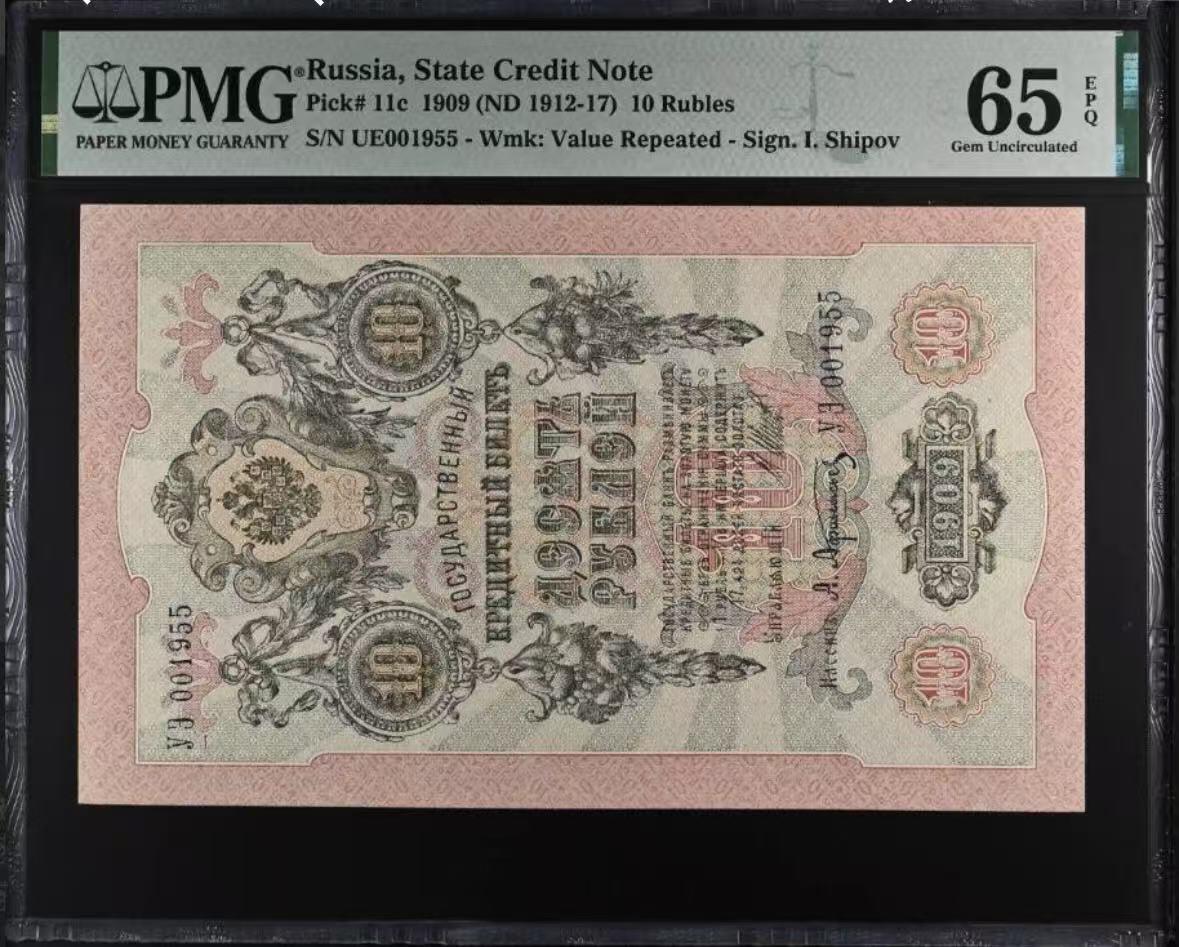 PMG®
PAPER MONEY GUARANTY
Russia, State Credit Note
Pick# 11c 1909 (ND 1912-17) 10 Rubles
S/N UE001955 - Wmk: Value Repeated - Sign. I. Shipov
65
EPQ
Gem Uncirculated
10
10
ГОСУДАРСТВЕННЫЙ
КРЕДИТНЫЙ БИЛЕТЪ
ДЕСЯТЬ
РУБЛЕЙ
10
УЭ 001955
УЭ 001955
10
1909
10